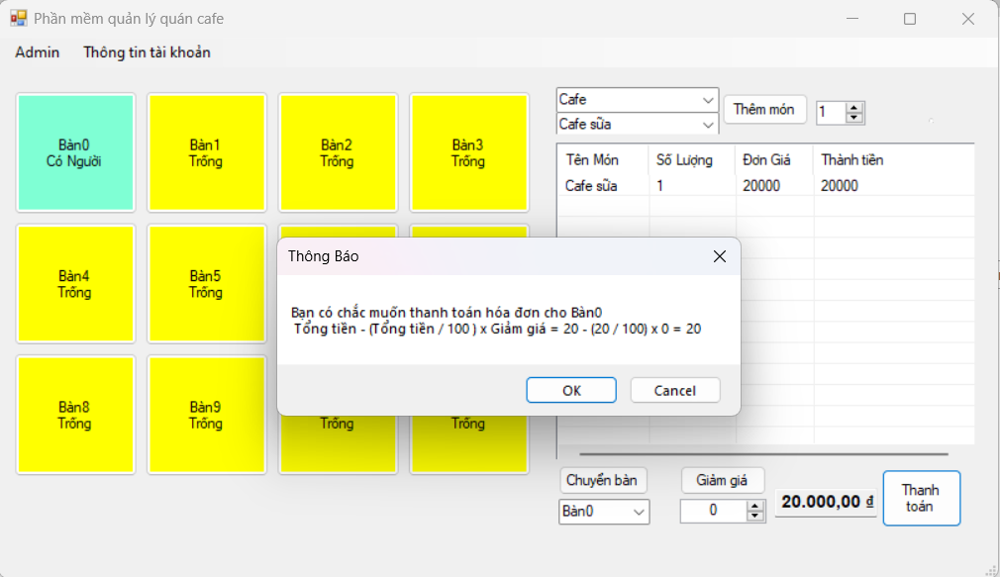 Phần mềm quản lý quán cafe
Admin Thông tin tài khoản
Bàn0
Có Người
Bàn1
Trống
Bàn2
Trống
Bàn3
Trống
Bàn4
Trống
Bàn5
Trống
Bàn8
Trống
Bàn9
Trống
Trống
Trống
Cafe
Cafe sữa
Thêm món
1
Tên Món Số Lượng Đơn Giá Thành tiền
Cafe sữa 1 20000 20000
Thông Báo
Bạn có chắc muốn thanh toán hóa đơn cho Bàn0
Tổng tiền - (Tổng tiền / 100 ) x Giảm giá = 20 - (20 / 100) x 0 = 20
OK Cancel
Chuyển bàn
Bàn0
Giảm giá
0
20.000,00 ₫
Thanh
toán